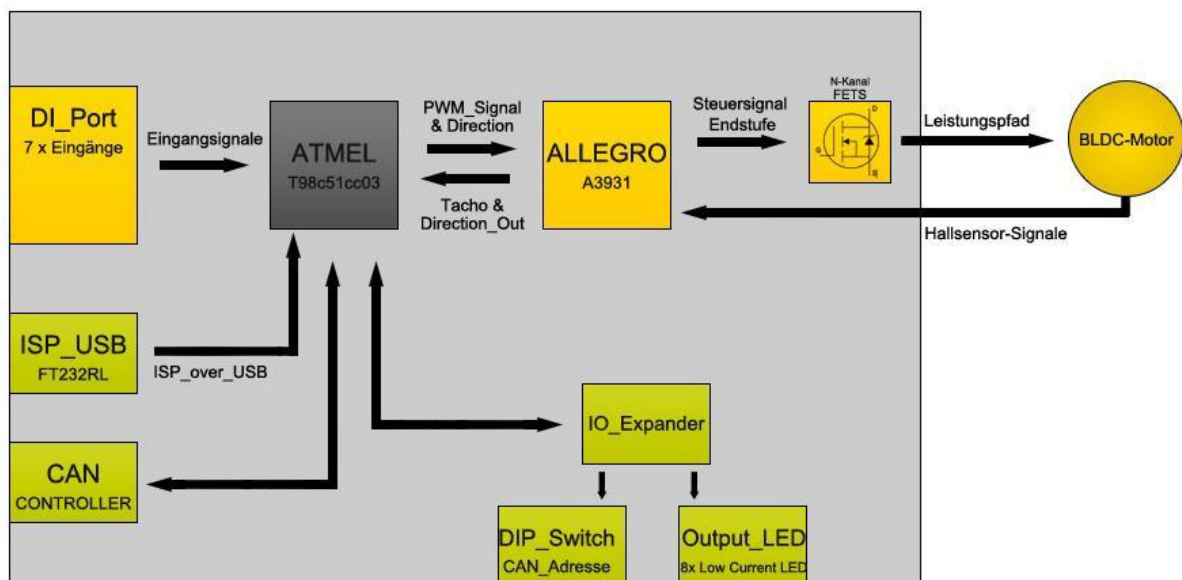 DI_Port
7 x Eingänge
Eingangsignale
ATMEL
T98c51cc03
PWM_Signal
& Direction
Tacho &
Direction_Out
ALLEGRO
A3931
Steuersignal
Endstufe
N-Kanal
FETS
D
G
S
Leistungspfad
BLDC-Motor
Hallsensor-Signale
ISP_USB
FT232RL
ISP_over_USB
CAN
CONTROLLER
IO_Expander
DIP_Switch
CAN_Adresse
Output_LED
8x Low Current LED